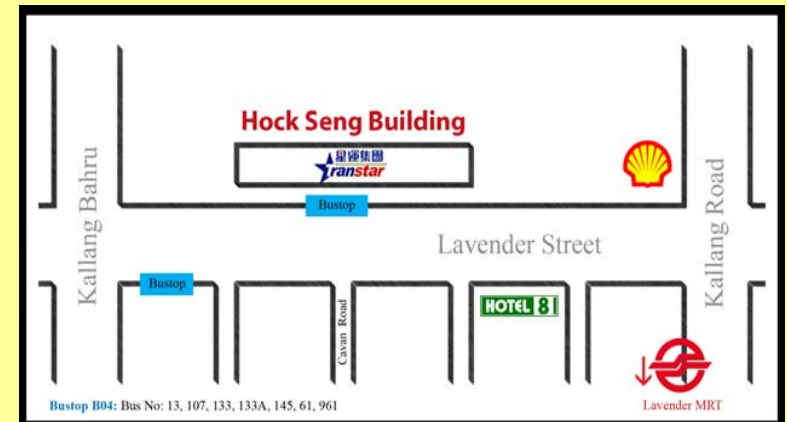 Hock Seng Building
星運集團
Transtar
Bustop
Kallang Bahru
Lavender Street
Kallang Road
Bustop
Cavan Road
HOTEL 81
Bustop B04: Bus No: 13, 107, 133, 133A, 145, 61, 961
Lavender MRT